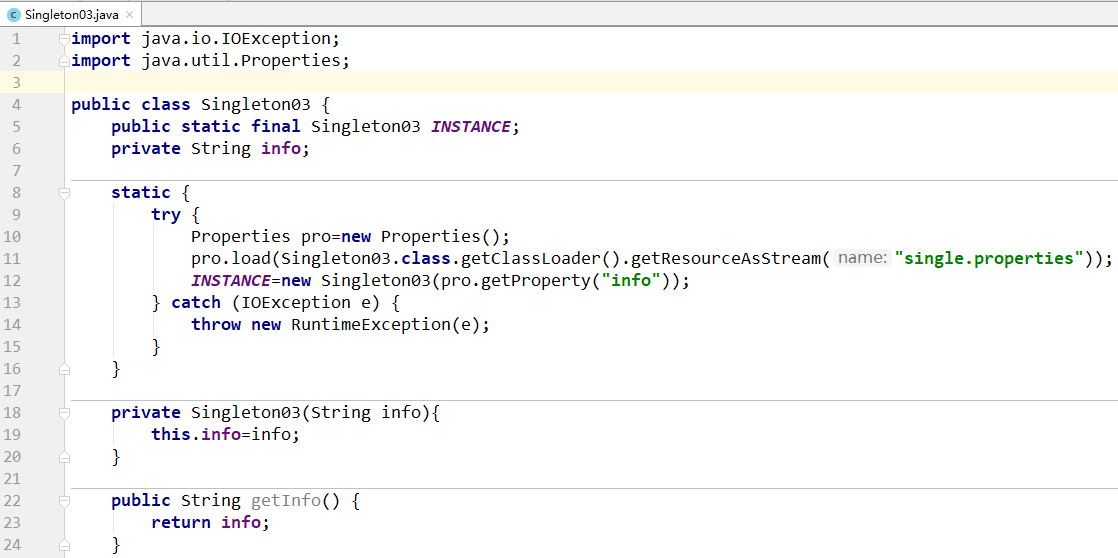 Singleton03.java
1 import java.io.IOException;
2 import java.util.Properties;
3
4 public class Singleton03 {
5     public static final Singleton03 INSTANCE;
6     private String info;
7
8     static {
9         try {
10             Properties pro=new Properties();
11             pro.load(Singleton03.class.getClassLoader().getResourceAsStream( name: "single.properties"));
12             INSTANCE=new Singleton03(pro.getProperty("info"));
13         } catch (IOException e) {
14             throw new RuntimeException(e);
15         }
16     }
17
18     private Singleton03(String info){
19         this.info=info;
20     }
21
22     public String getInfo() {
23         return info;
24     }